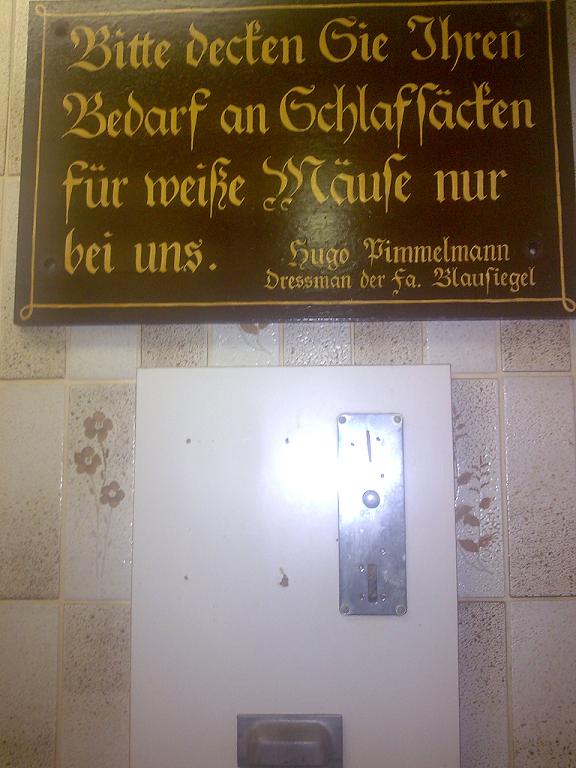 Bitte decken Sie Ihren
Bedarf an Schlafsäcken
für weiße Mäuse nur
bei uns.
Hugo Pimmelmann
Dressman der Fa. Blausiegel